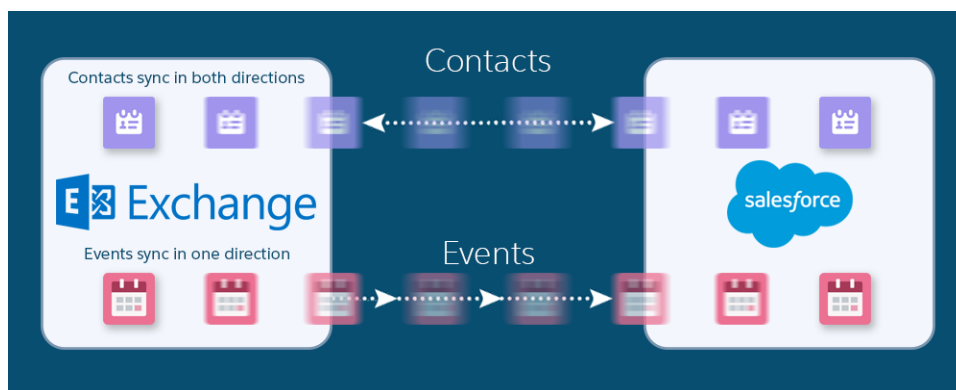 Contacts
Contacts sync in both directions
E Exchange
salesforce
Events
Events sync in one direction